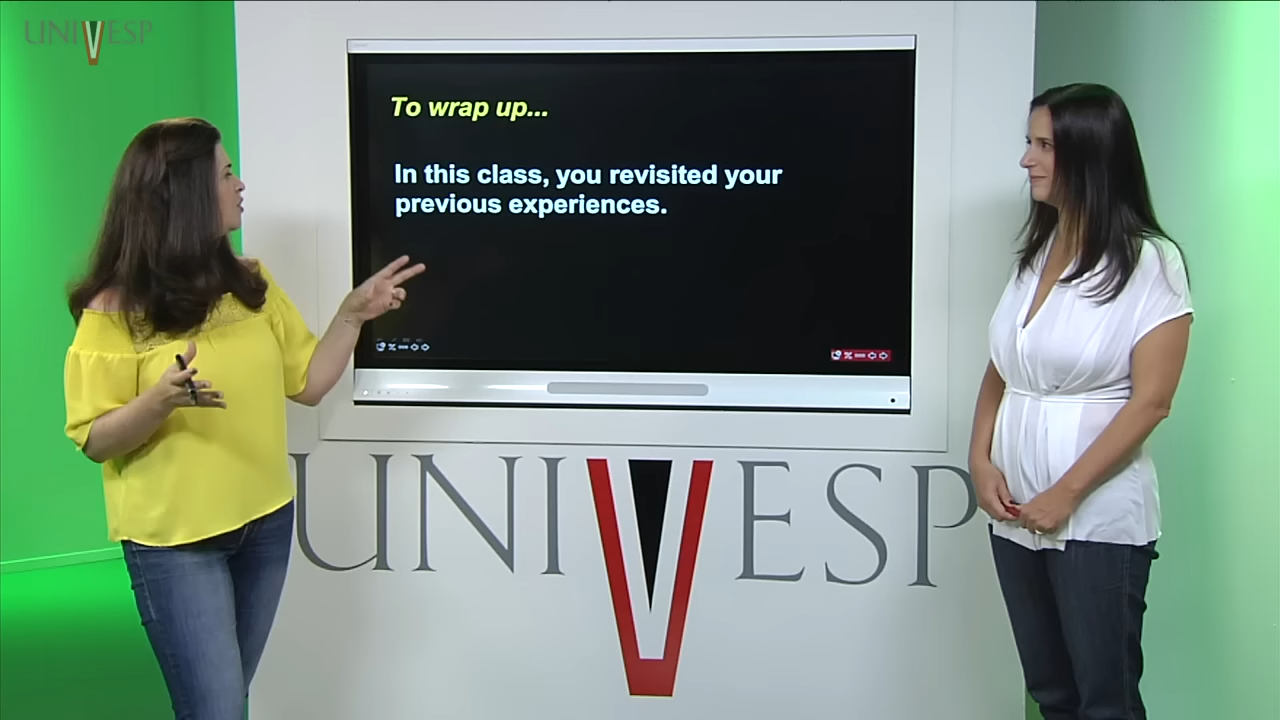 UNIVESP
To wrap up...
In this class, you revisited your
previous experiences.
UNIVESP